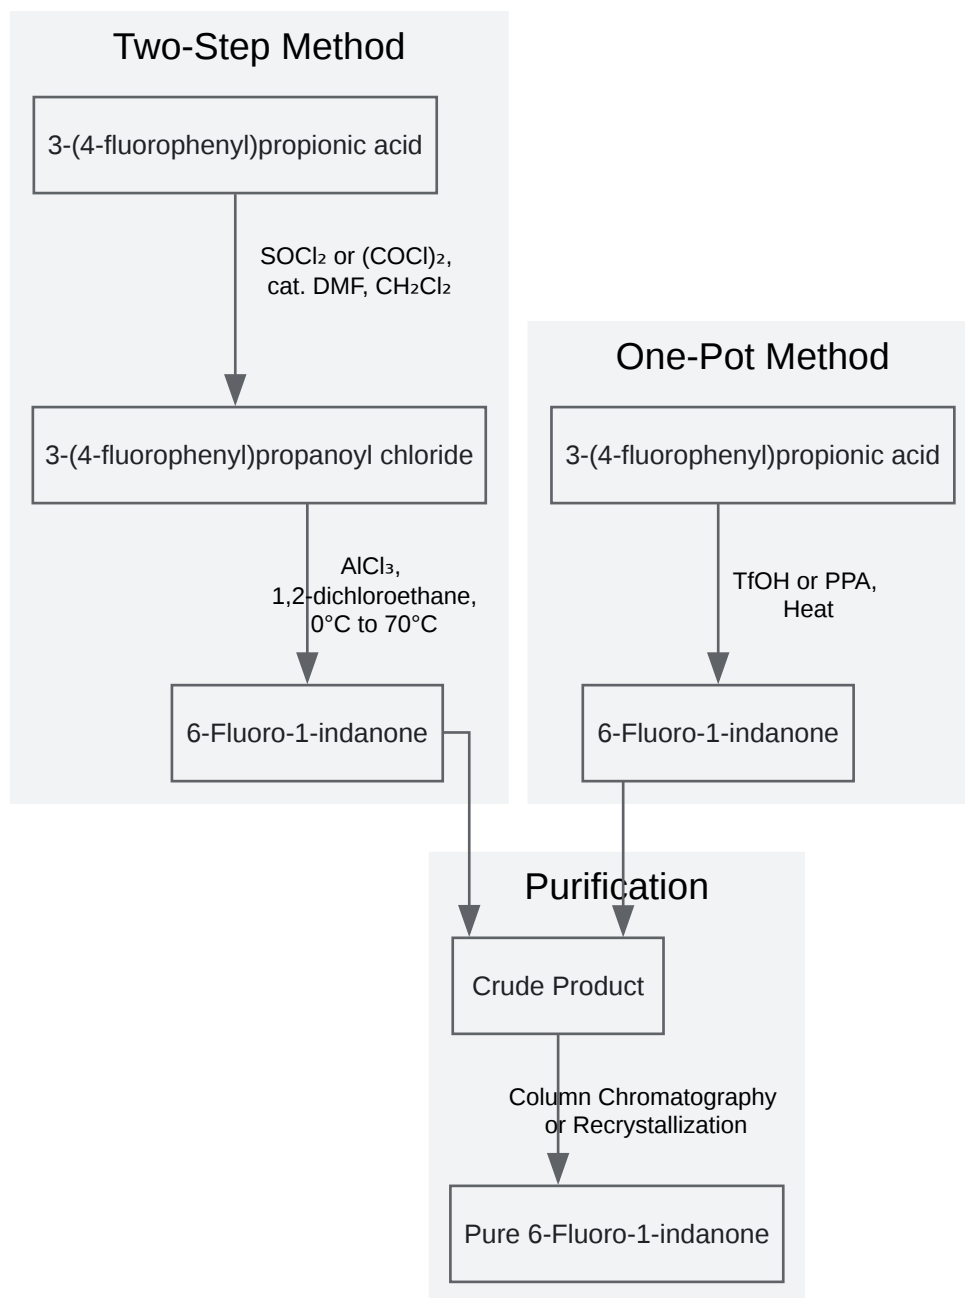 Two-Step Method
3-(4-fluorophenyl)propionic acid
SOCl₂ or (COCl)₂,
cat. DMF, CH₂Cl₂
3-(4-fluorophenyl)propanoyl chloride
AlCl₃,
1,2-dichloroethane,
0°C to 70°C
6-Fluoro-1-indanone
One-Pot Method
3-(4-fluorophenyl)propionic acid
TfOH or PPA,
Heat
6-Fluoro-1-indanone
Purification
Crude Product
Column Chromatography
or Recrystallization
Pure 6-Fluoro-1-indanone